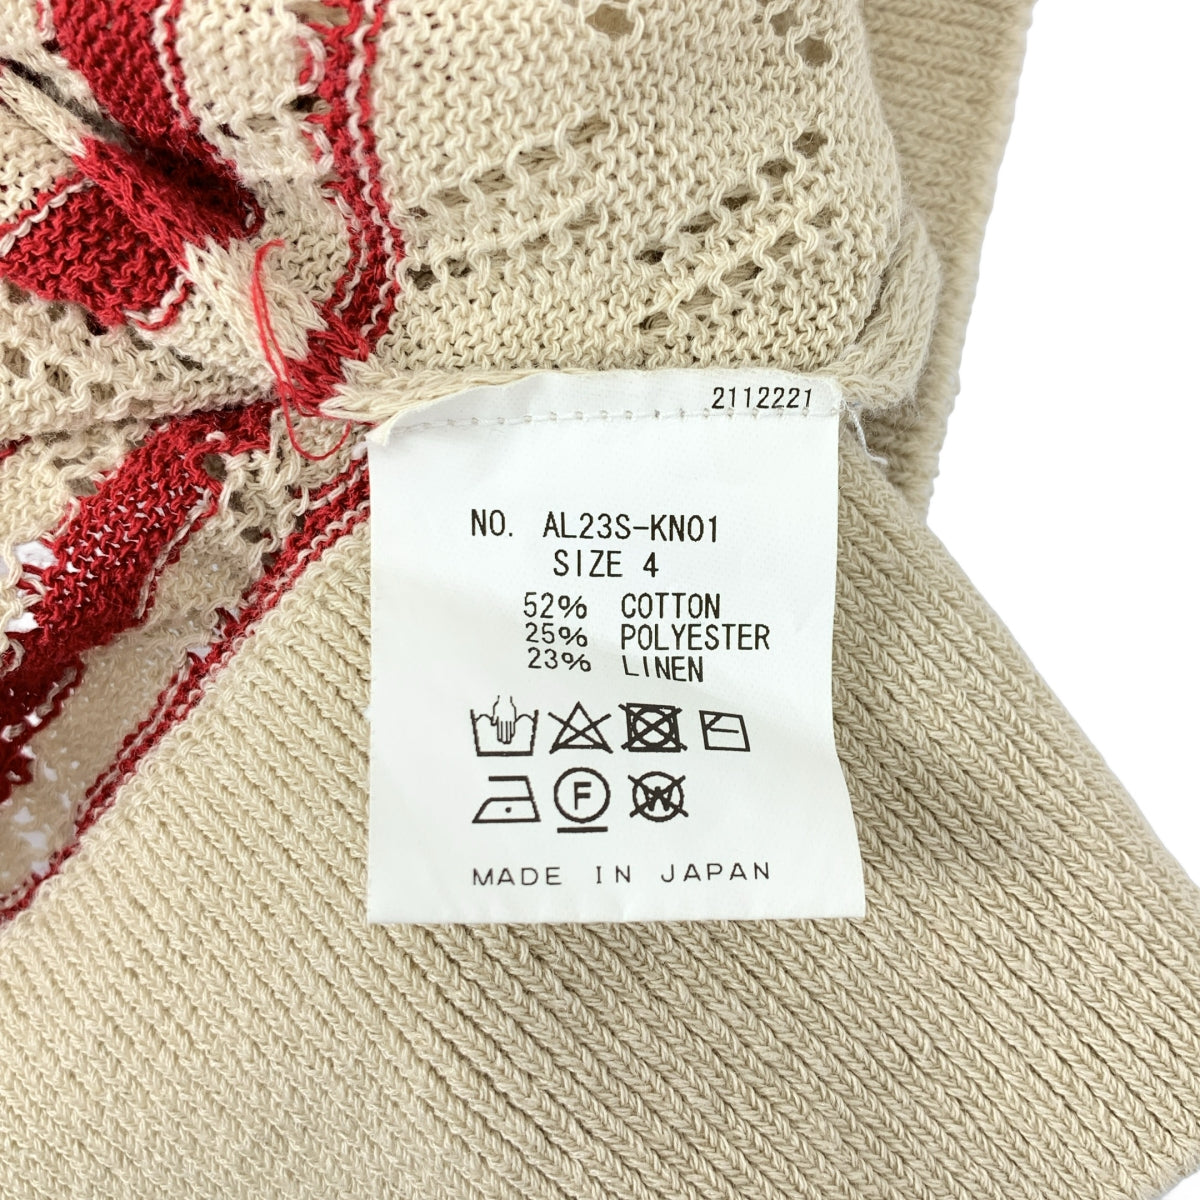 2112221
NO. AL23S-KN01
SIZE 4
52% COTTON
25% POLYESTER
23% LINEN
F W
MADE IN JAPAN